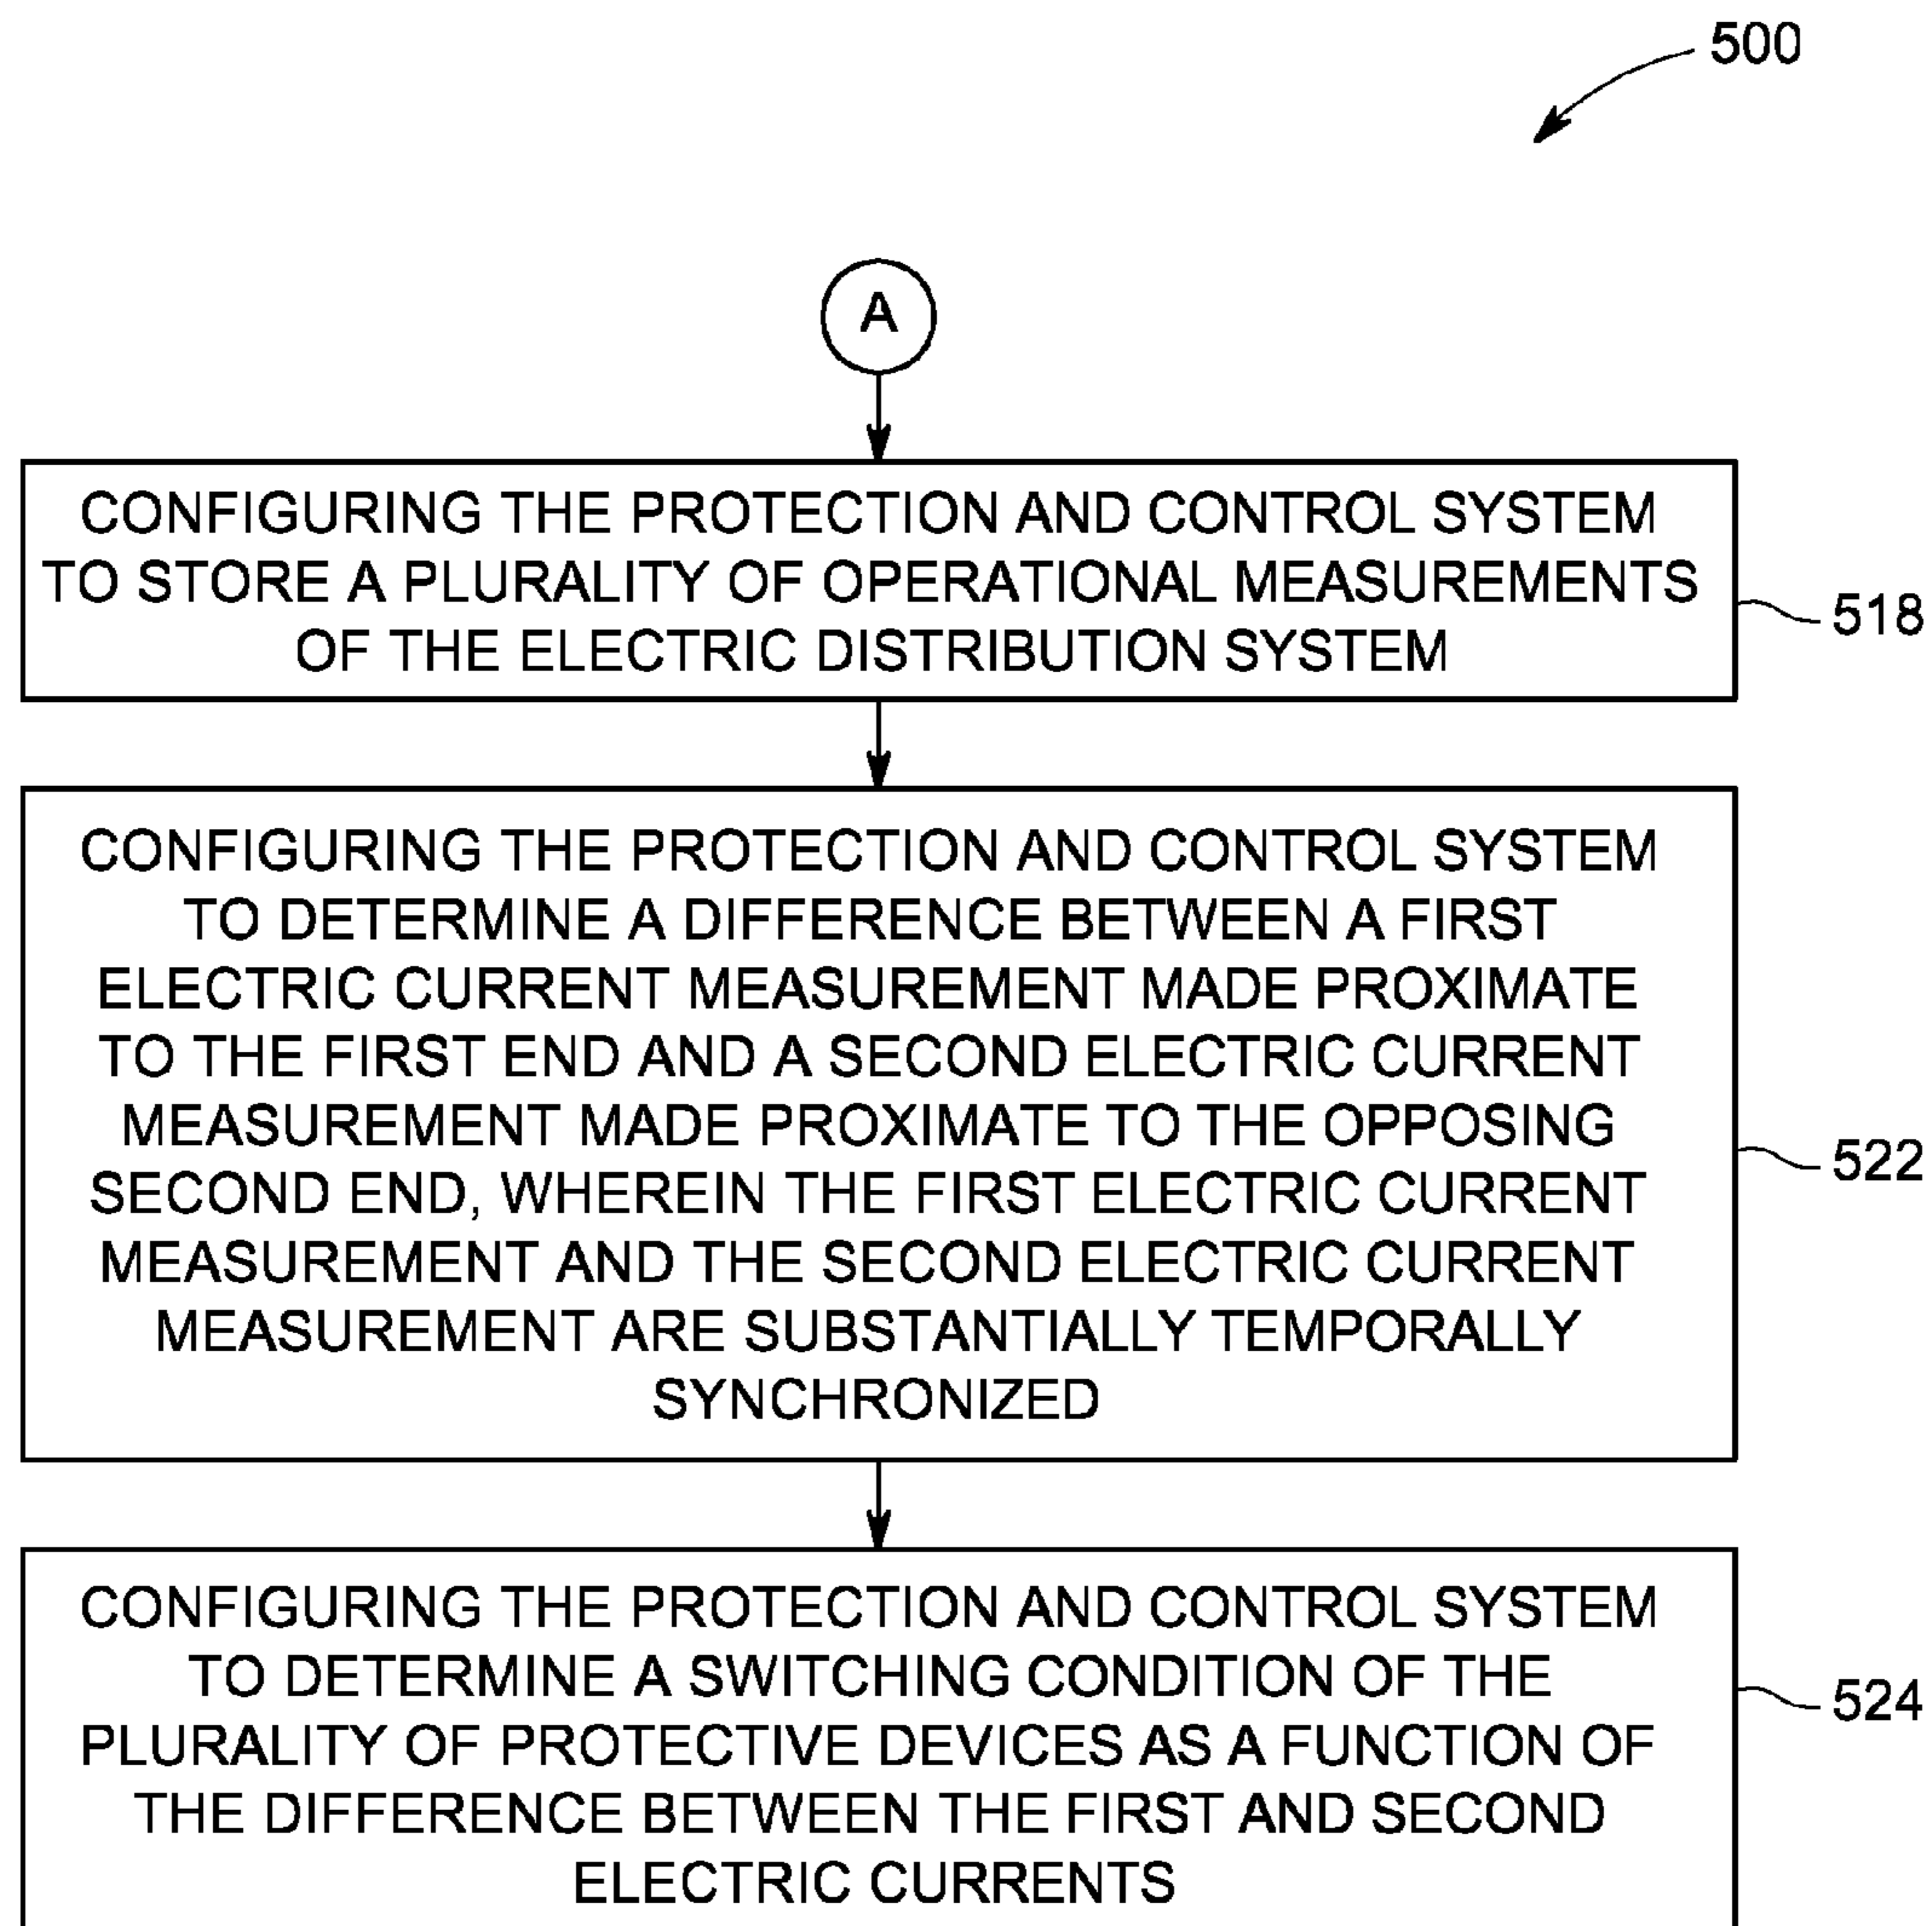 500
A
CONFIGURING THE PROTECTION AND CONTROL SYSTEM
TO STORE A PLURALITY OF OPERATIONAL MEASUREMENTS
OF THE ELECTRIC DISTRIBUTION SYSTEM
518
CONFIGURING THE PROTECTION AND CONTROL SYSTEM
TO DETERMINE A DIFFERENCE BETWEEN A FIRST
ELECTRIC CURRENT MEASUREMENT MADE PROXIMATE
TO THE FIRST END AND A SECOND ELECTRIC CURRENT
MEASUREMENT MADE PROXIMATE TO THE OPPOSING
SECOND END, WHEREIN THE FIRST ELECTRIC CURRENT
MEASUREMENT AND THE SECOND ELECTRIC CURRENT
MEASUREMENT ARE SUBSTANTIALLY TEMPORALLY
SYNCHRONIZED
522
CONFIGURING THE PROTECTION AND CONTROL SYSTEM
TO DETERMINE A SWITCHING CONDITION OF THE
PLURALITY OF PROTECTIVE DEVICES AS A FUNCTION OF
THE DIFFERENCE BETWEEN THE FIRST AND SECOND
ELECTRIC CURRENTS
524